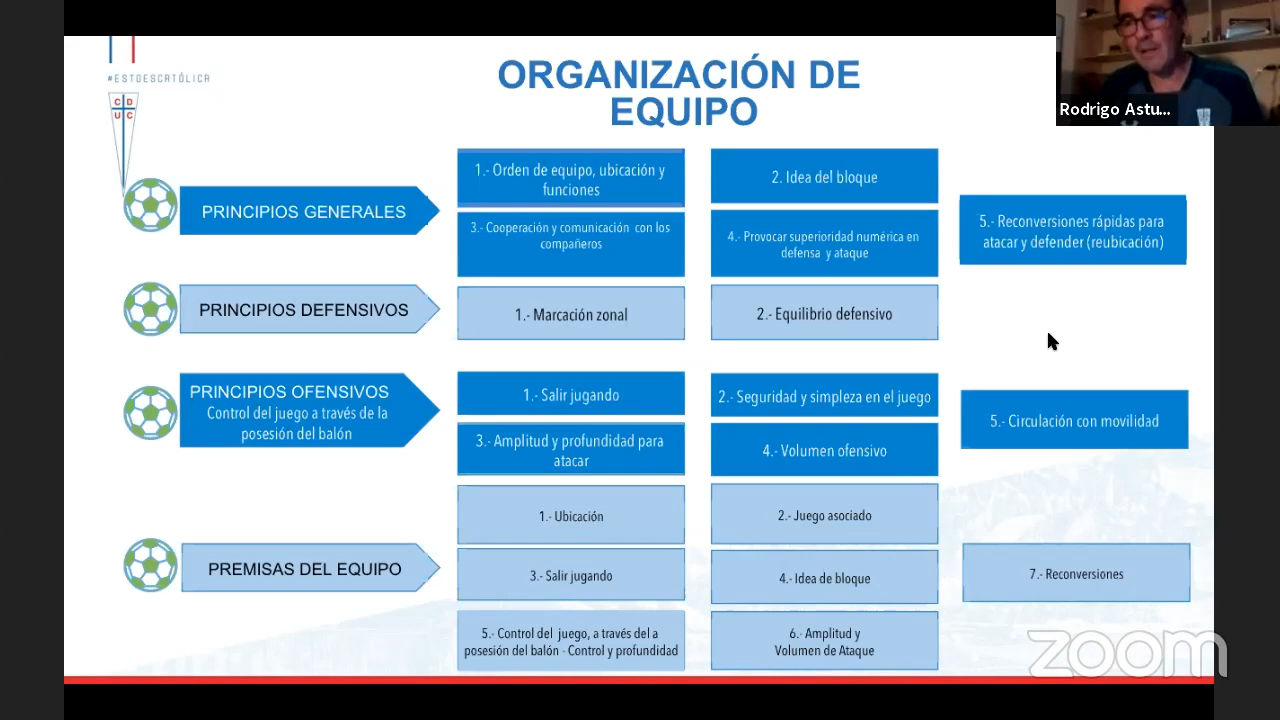 #ESTOESCATÓLICA
C D
U C
ORGANIZACIÓN DE
EQUIPO
Rodrigo Astu...
PRINCIPIOS GENERALES
1.- Orden de equipo, ubicación y
funciones
2. Idea del bloque
3.- Cooperación y comunicación con los
compañeros
4.- Provocar superioridad numérica en
defensa y ataque
5.- Reconversiones rápidas para
atacar y defender (reubicación)
PRINCIPIOS DEFENSIVOS
1.- Marcación zonal
2.- Equilibrio defensivo
PRINCIPIOS OFENSIVOS
Control del juego a través de la
posesión del balón
1.- Salir jugando
2.- Seguridad y simpleza en el juego
3.- Amplitud y profundidad para
atacar
4.- Volumen ofensivo
5.- Circulación con movilidad
PREMISAS DEL EQUIPO
1.- Ubicación
2.- Juego asociado
3.- Salir jugando
4.- Idea de bloque
5.- Control del juego, a través del a
posesión del balón - Control y profundidad
6.- Amplitud y
Volumen de Ataque
7.- Reconversiones
zoom